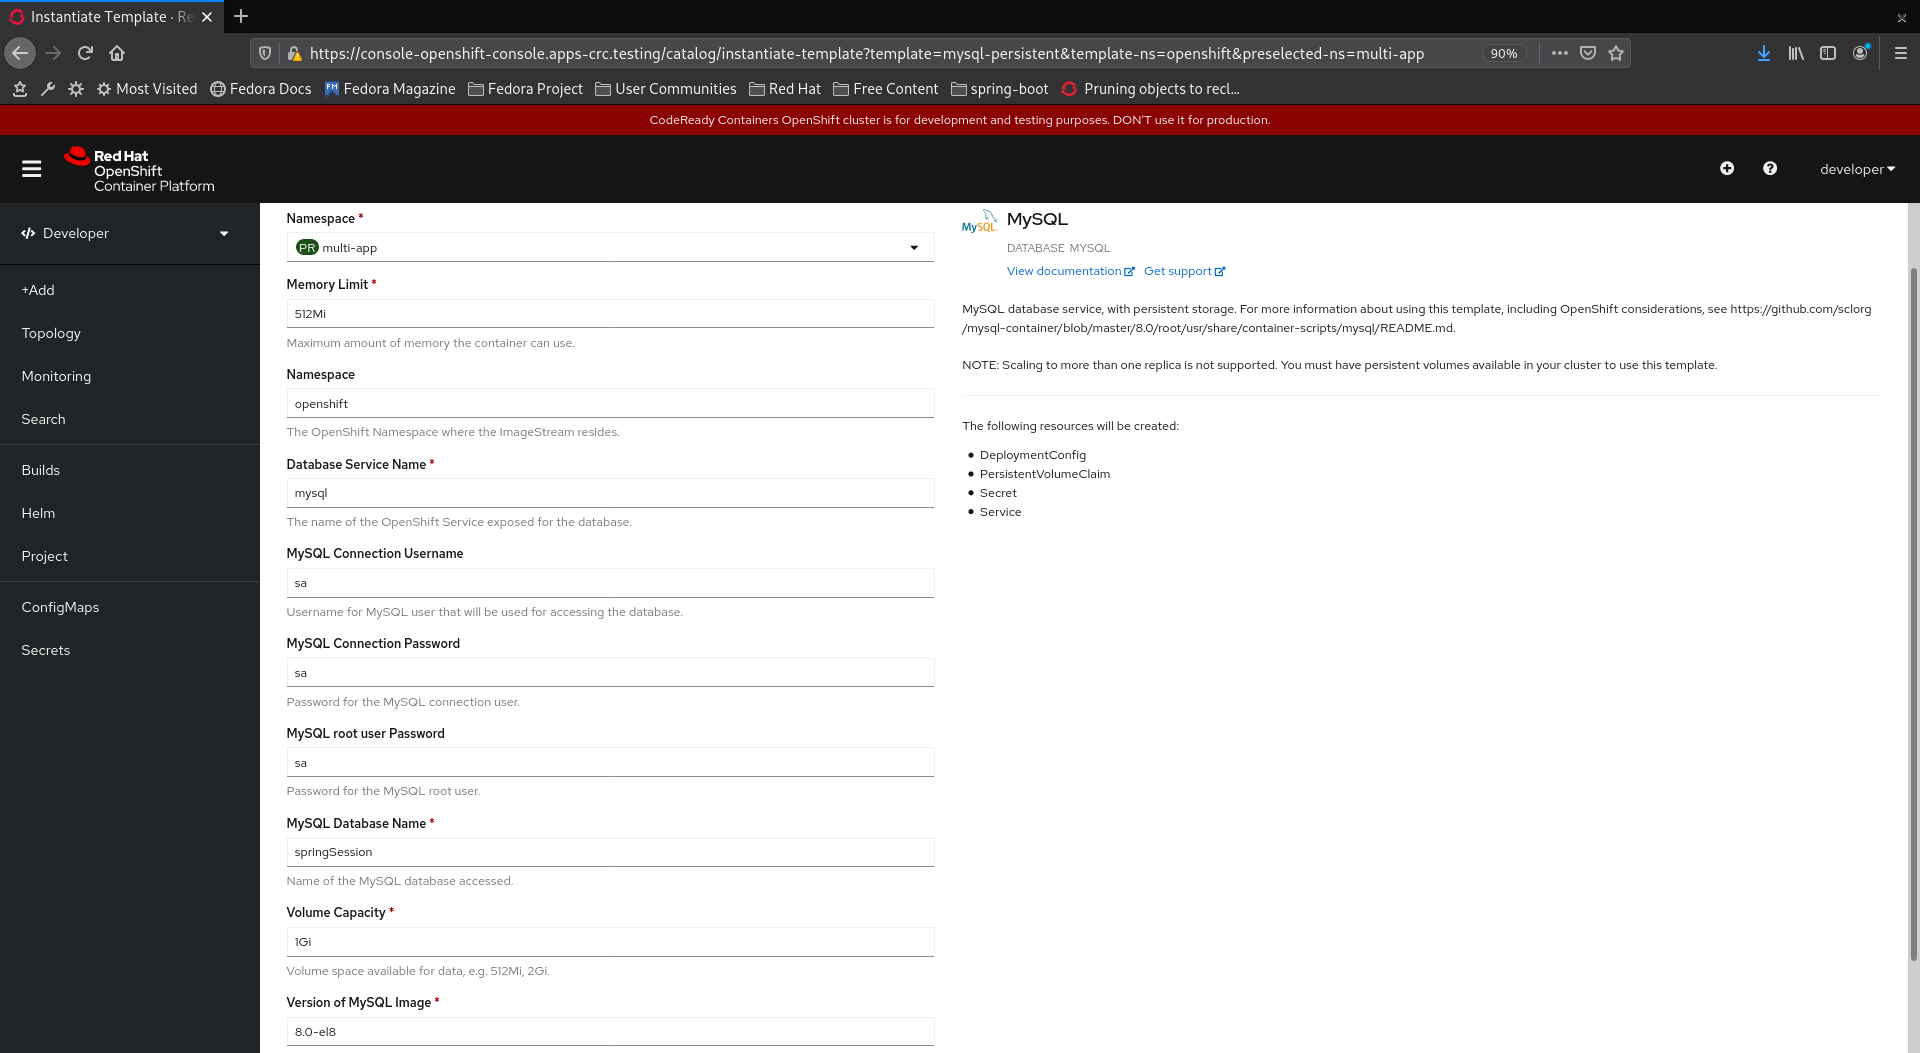 Instantiate Template · Re
https://console-openshift-console.apps-crc.testing/catalog/instantiate-template?template=mysql-persistent&template-ns=openshift&preselected-ns=multi-app
90%
Most Visited
Fedora Docs
Fedora Magazine
Fedora Project
User Communities
Red Hat
Free Content
spring-boot
Pruning objects to recl...
CodeReady Containers OpenShift cluster is for development and testing purposes. DON'T use it for production.
Red Hat
OpenShift
Container Platform
developer
Developer
+Add
Topology
Monitoring
Search
Builds
Helm
Project
ConfigMaps
Secrets
Namespace *
PR multi-app
Memory Limit *
512Mi
Maximum amount of memory the container can use.
Namespace
openshift
The OpenShift Namespace where the ImageStream resides.
Database Service Name *
mysql
The name of the OpenShift Service exposed for the database.
MySQL Connection Username
sa
Username for MySQL user that will be used for accessing the database.
MySQL Connection Password
sa
Password for the MySQL connection user.
MySQL root user Password
sa
Password for the MySQL root user.
MySQL Database Name *
springSession
Name of the MySQL database accessed.
Volume Capacity *
1Gi
Volume space available for data, e.g. 512Mi, 2Gi.
Version of MySQL Image *
8.0-el8
MySQL
MySQL
DATABASE MYSQL
View documentation
Get support
MySQL database service, with persistent storage. For more information about using this template, including OpenShift considerations, see https://github.com/sclorg
/mysql-container/blob/master/8.0/root/usr/share/container-scripts/mysql/README.md.
NOTE: Scaling to more than one replica is not supported. You must have persistent volumes available in your cluster to use this template.
The following resources will be created:
• DeploymentConfig
• PersistentVolumeClaim
• Secret
• Service